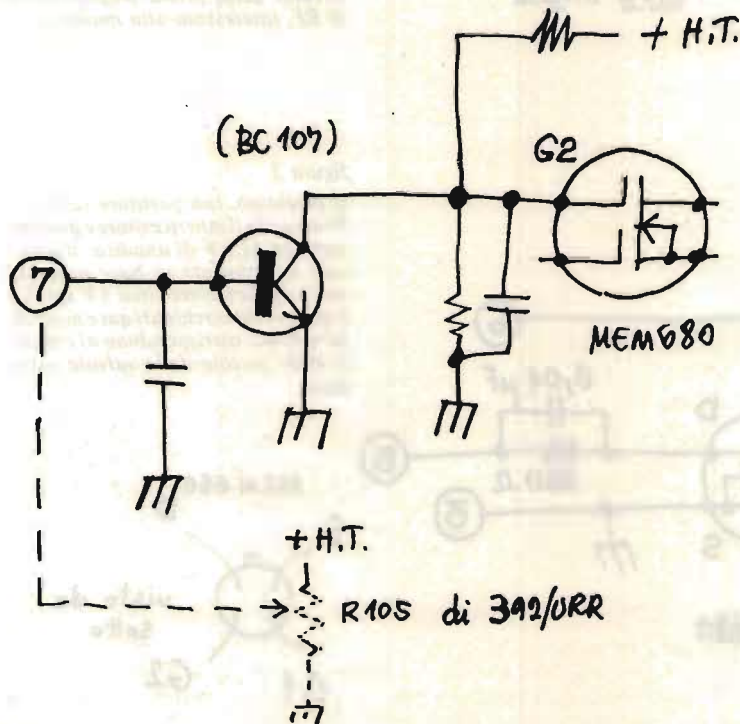 + H.T.
(BC 107)
G2
7
MEM680
+ H.T.
R105 di 392/URR